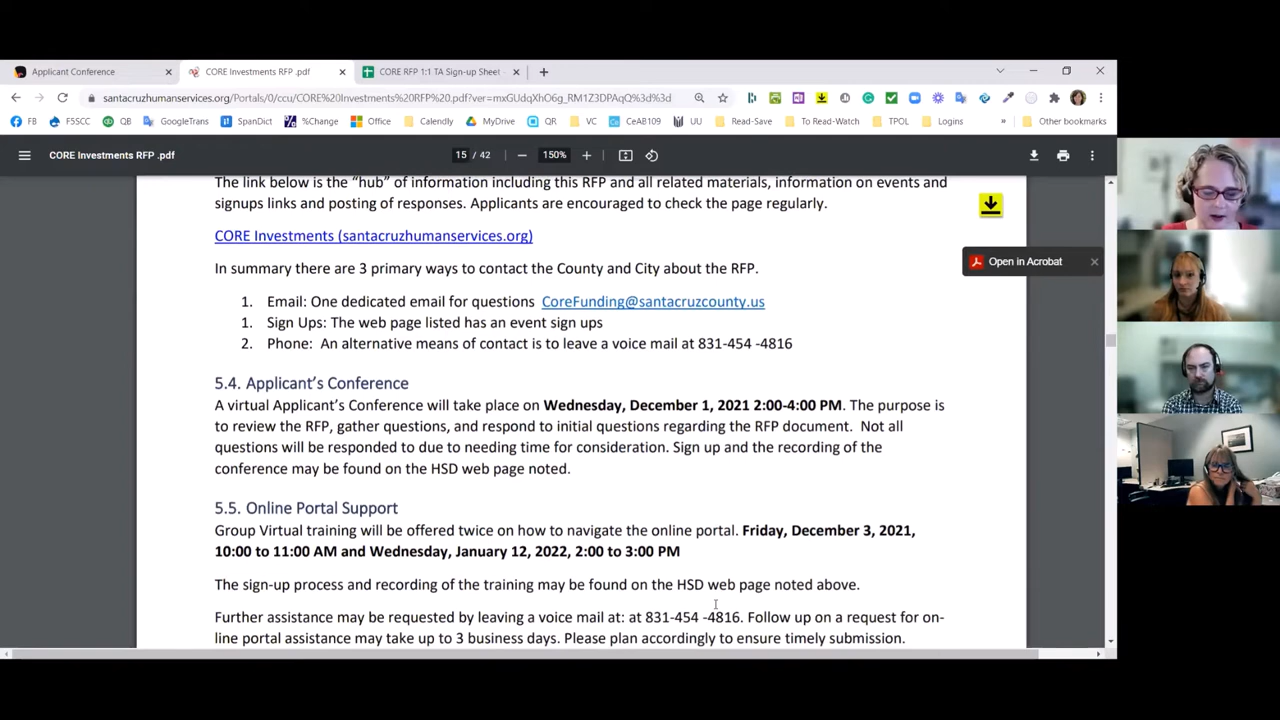 Applicant Conference
CORE Investments RFP .pdf
CORE RFP 1:1 TA Sign-up Sheet
santacruzhumanservices.org/Portals/0/ccu/CORE%20Investments%20RFP%20.pdf?ver=mxGUdqXhO6g_RM1Z3DPAqQ%3d%3d
FB F5SCC QB GoogleTrans SpanDict %Change Office Calendly MyDrive QR VC CeAB109 UU Read-Save To Read-Watch TPOL Logins » Other bookmarks
CORE Investments RFP .pdf 15 / 42 150%
The link below is the “hub” of information including this RFP and all related materials, information on events and
signups links and posting of responses. Applicants are encouraged to check the page regularly.
CORE Investments (santacruzhumanservices.org)
Open in Acrobat
In summary there are 3 primary ways to contact the County and City about the RFP.
1. Email: One dedicated email for questions CoreFunding@santacruzcounty.us
1. Sign Ups: The web page listed has an event sign ups
2. Phone: An alternative means of contact is to leave a voice mail at 831-454 -4816
5.4. Applicant’s Conference
A virtual Applicant’s Conference will take place on Wednesday, December 1, 2021 2:00-4:00 PM. The purpose is
to review the RFP, gather questions, and respond to initial questions regarding the RFP document. Not all
questions will be responded to due to needing time for consideration. Sign up and the recording of the
conference may be found on the HSD web page noted.
5.5. Online Portal Support
Group Virtual training will be offered twice on how to navigate the online portal. Friday, December 3, 2021,
10:00 to 11:00 AM and Wednesday, January 12, 2022, 2:00 to 3:00 PM
The sign-up process and recording of the training may be found on the HSD web page noted above.
Further assistance may be requested by leaving a voice mail at: at 831-454 -4816. Follow up on a request for on-
line portal assistance may take up to 3 business days. Please plan accordingly to ensure timely submission.